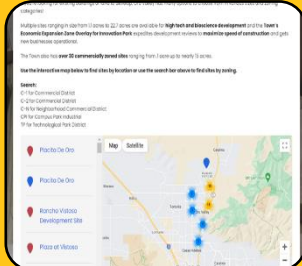 categories!
Multiple sites ranging in size from 1.1 acres to 22.7 acres are available for high tech and bioscience development and the Town's
Economic Expansion Zone Overlay for Innovation Park expedites development reviews to maximize speed of construction and gets
new businesses operational.
The Town also has over 20 commercially zoned sites ranging from 1 acre up to nearly 13 acres.
Use the interactive map below to find sites by location or use the search bar above to find sites by zoning.
Search:
C-1 for Commercial District
C-2 for Commercial District
C-N for Neighborhood Commercial District
CPI for Campus Park Industrial
TP for Technological Park District
Placita De Oro
Placita De Oro
Rancho Vistoso
Development Site
Plaza at Vistoso
Map Satellite